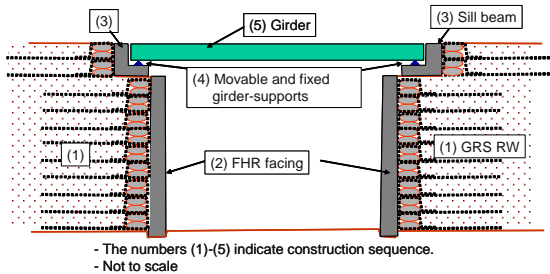 (3)
(5) Girder
(3) Sill beam
(4) Movable and fixed
girder-supports
(1)
(2) FHR facing
(1) GRS RW
- The numbers (1)-(5) indicate construction sequence.
- Not to scale